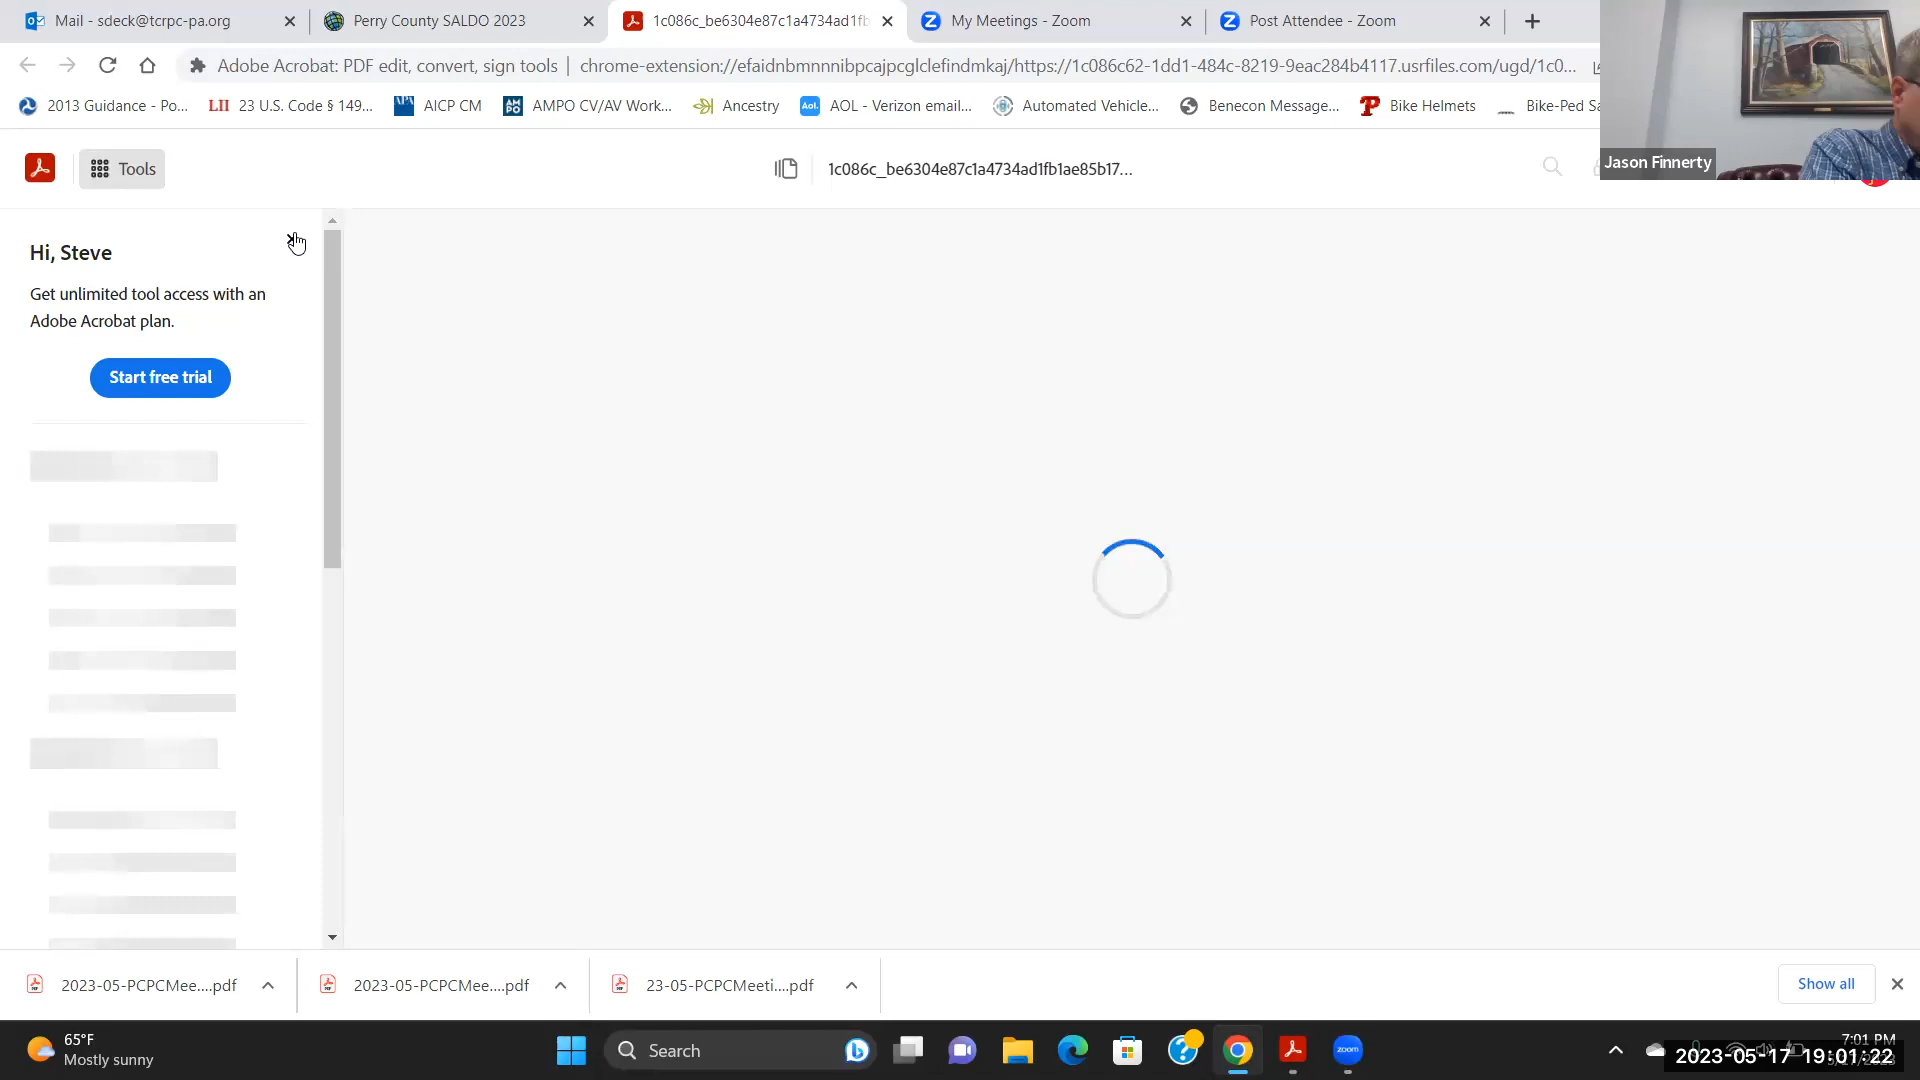 Mail - sdeck@tcrpc-pa.org
Perry County SALDO 2023
1c086c_be6304e87c1a4734ad1fb
My Meetings - Zoom
Post Attendee - Zoom
Adobe Acrobat: PDF edit, convert, sign tools | chrome-extension://efaidnbmnnnibpcajpcglclefindmkaj/https://1c086c62-1dd1-484c-8219-9eac284b4117.usrfiles.com/ugd/1c0...
2013 Guidance - Po...
LII 23 U.S. Code § 149...
AICP CM
AMPO CV/AV Work...
Ancestry
Aol. AOL - Verizon email...
Automated Vehicle...
Benecon Message...
Bike Helmets
Bike-Ped Sa
Jason Finnerty
Tools
1c086c_be6304e87c1a4734ad1fb1ae85b17...
Hi, Steve
Get unlimited tool access with an
Adobe Acrobat plan.
Start free trial
2023-05-PCPCMee....pdf
2023-05-PCPCMee....pdf
23-05-PCPCMeeti....pdf
Show all
65°F
Mostly sunny
Search
zoom
7:01 PM
2023-05-17 19:01:22